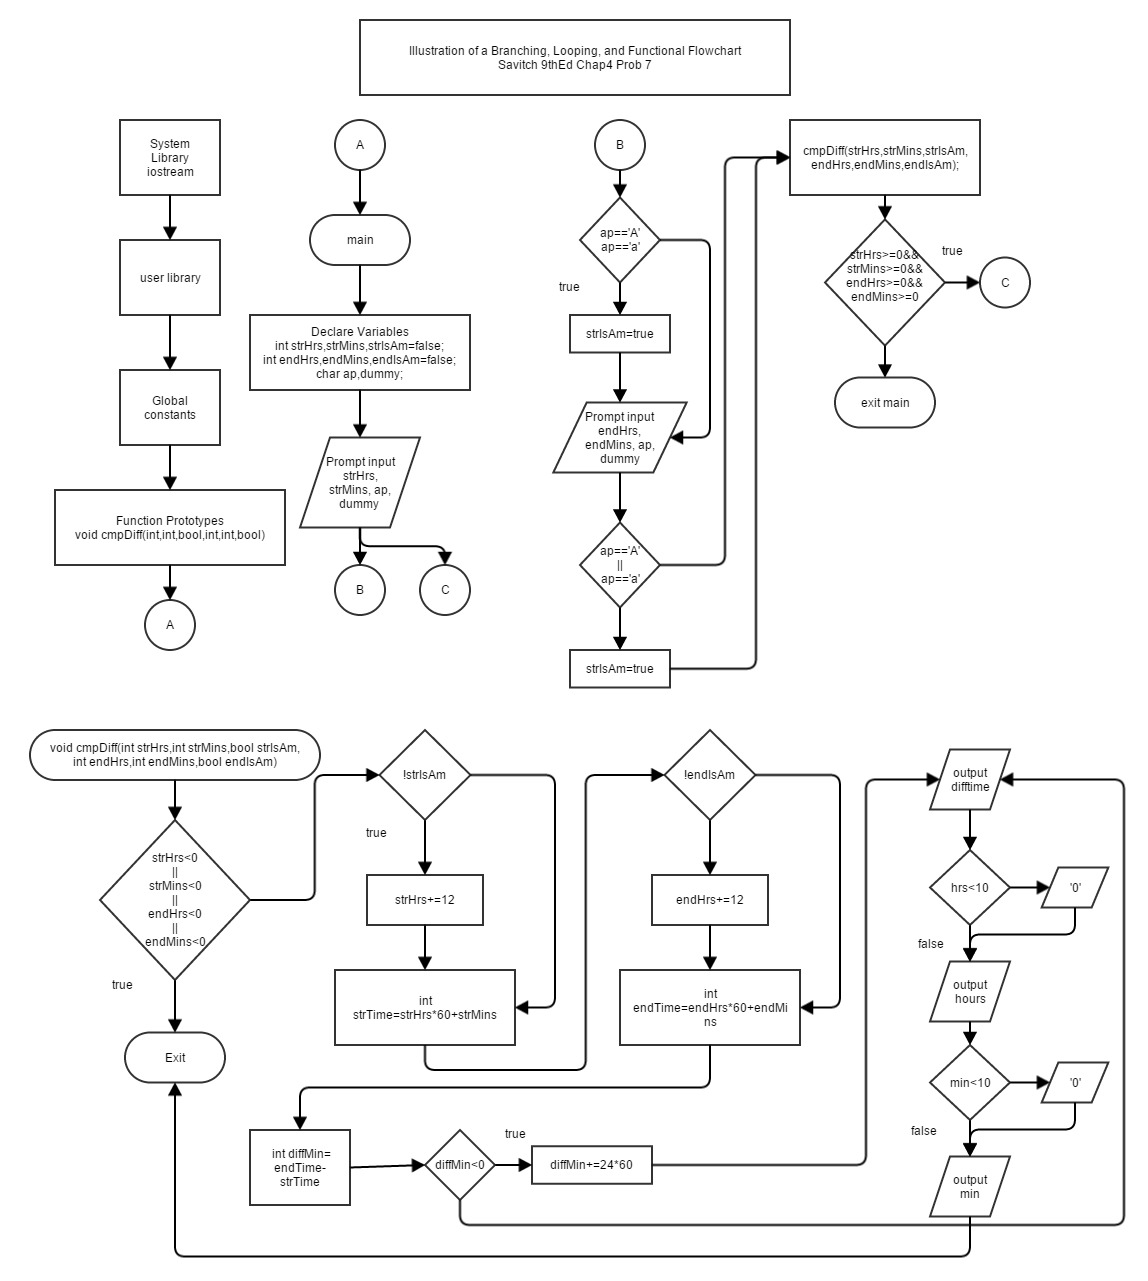 Illustration of a Branching, Looping, and Functional Flowchart
Savitch 9thEd Chap4 Prob 7
System
Library
iostream
user library
Global
constants
Function Prototypes
void cmpDiff(int,int,bool,int,int,bool)
A
A
main
Declare Variables
int strHrs,strMins,strIsAm=false;
int endHrs,endMins,endIsAm=false;
char ap,dummy;
Prompt input
strHrs,
strMins, ap,
dummy
B
C
B
ap=='A'
ap=='a'
true
strIsAm=true
Prompt input
endHrs,
endMins, ap,
dummy
ap=='A'
||
ap=='a'
strIsAm=true
cmpDiff(strHrs,strMins,strIsAm,
endHrs,endMins,endIsAm);
strHrs>=0&&
strMins>=0&&
endHrs>=0&&
endMins>=0
true
C
exit main
void cmpDiff(int strHrs,int strMins,bool strIsAm,
int endHrs,int endMins,bool endIsAm)
strHrs<0
||
strMins<0
||
endHrs<0
||
endMins<0
true
Exit
!strIsAm
true
strHrs+=12
int
strTime=strHrs*60+strMins
!endIsAm
endHrs+=12
int
endTime=endHrs*60+endMi
ns
int diffMin=
endTime-
strTime
diffMin<0
true
diffMin+=24*60
output
difftime
hrs<10
'0'
false
output
hours
min<10
'0'
false
output
min